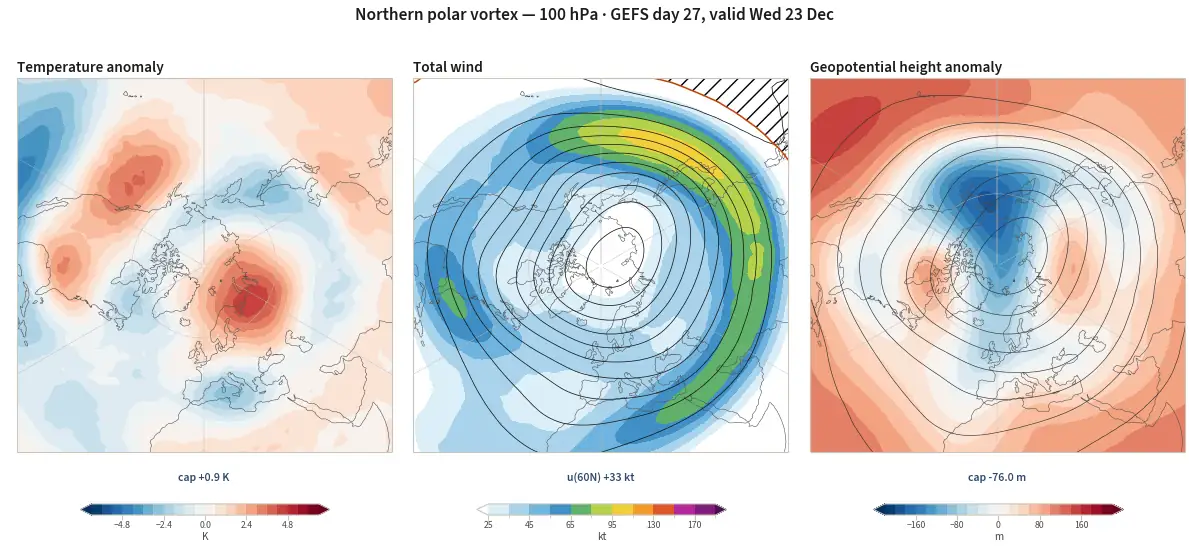 Northern polar vortex — 100 hPa · GEFS day 27, valid Wed 23 Dec
Temperature anomaly
Total wind
Geopotential height anomaly
cap +0.9 K
u(60N) +33 kt
cap -76.0 m
−4.8 −2.4 0.0 2.4 4.8
K
25 45 65 95 130 170
kt
−160 −80 0 80 160
m